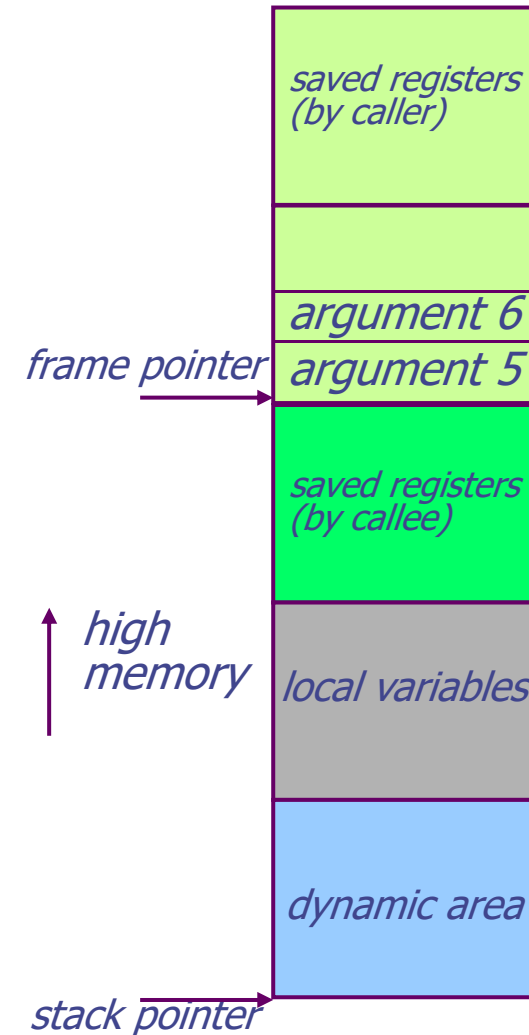 saved registers
(by caller)
argument 6
frame pointer
argument 5
saved registers
(by callee)
high
memory
local variables
dynamic area
stack pointer